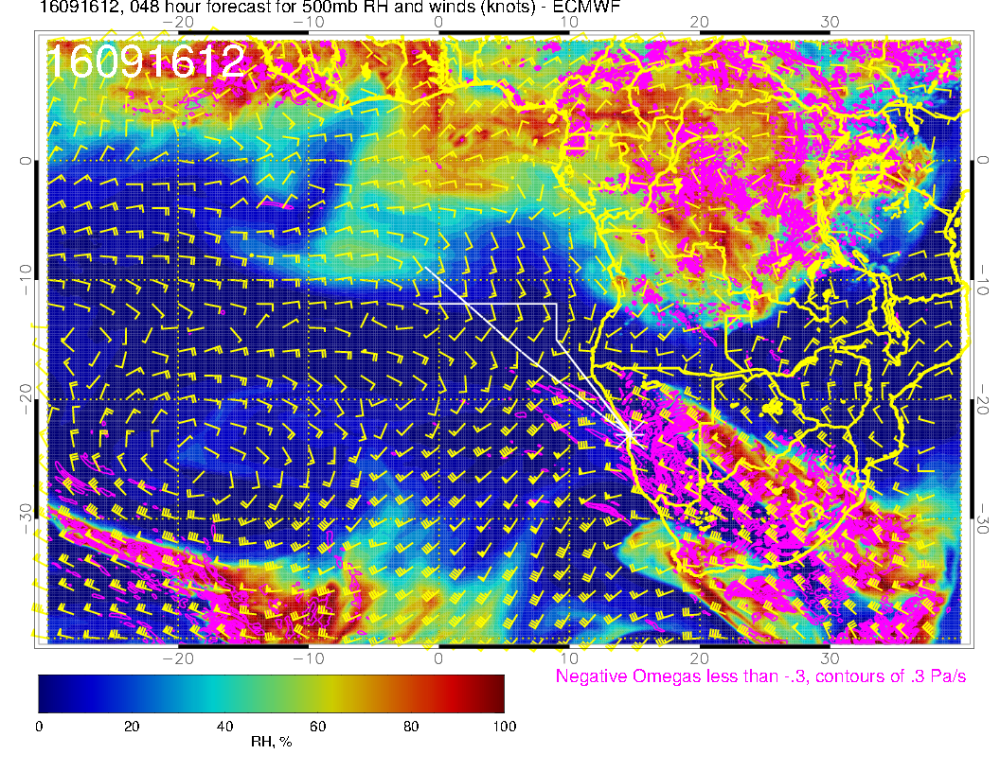 16091612, 048 hour forecast for 500mb RH and winds (knots) - ECMWF
−20 −10 0 10 20 30
16091612
0 0
−10 −10
−20 −20
−30 −30
−20 −10 0 10 20 30
Negative Omegas less than -.3, contours of .3 Pa/s
0 20 40 60 80 100
RH, %